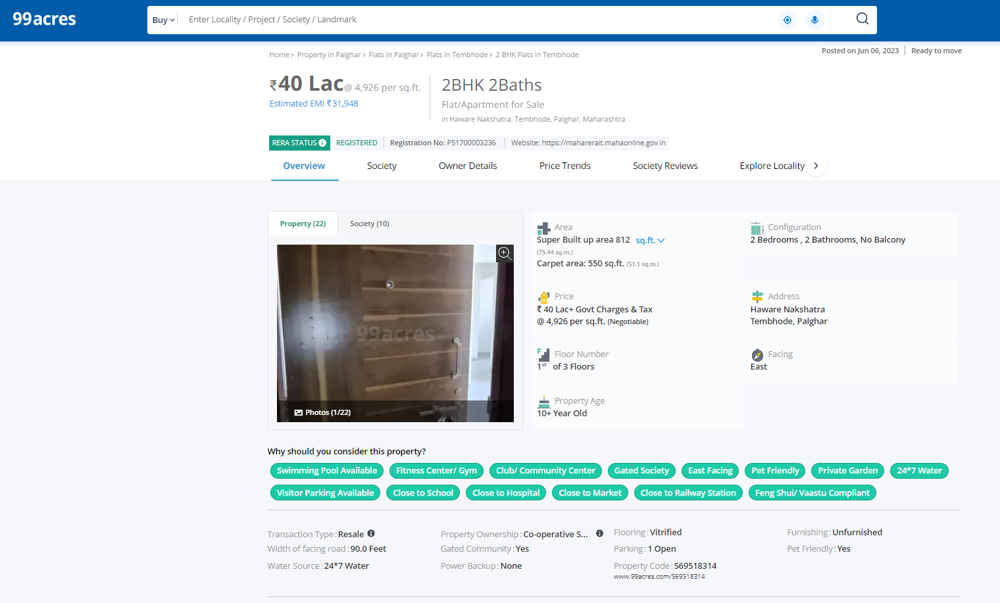 99acres
Buy
Enter Locality / Project / Society / Landmark
Home › Property in Palghar › Flats in Palghar › Flats in Tembhode › 2 BHK Flats in Tembhode
Posted on Jun 06, 2023 Ready to move
₹40 Lac @ 4,926 per sq.ft.
Estimated EMI ₹31,948
2BHK 2Baths
Flat/Apartment for Sale
in Haware Nakshatra, Tembhode, Palghar, Maharashtra
RERA STATUS REGISTERED Registration No: P51700003236 Website: https://maharerait.mahaonline.gov.in
Overview Society Owner Details Price Trends Society Reviews Explore Locality
Property (22) Society (10)
99acres
Photos (1/22)
Area
Super Built up area 812 sq.ft.
(75.44 sq.m.)
Carpet area: 550 sq.ft. (51.1 sq.m.)
Configuration
2 Bedrooms , 2 Bathrooms, No Balcony
Price
₹ 40 Lac+ Govt Charges & Tax
@ 4,926 per sq.ft. (Negotiable)
Address
Haware Nakshatra
Tembhode, Palghar
Floor Number
1st of 3 Floors
Facing
East
Property Age
10+ Year Old
Why should you consider this property?
Swimming Pool Available Fitness Center/ Gym Club/ Community Center Gated Society East Facing Pet Friendly Private Garden 24*7 Water
Visitor Parking Available Close to School Close to Hospital Close to Market Close to Railway Station Feng Shui/ Vaastu Compliant
Transaction Type : Resale Property Ownership : Co-operative S... Flooring : Vitrified Furnishing : Unfurnished
Width of facing road : 90.0 Feet Gated Community : Yes Parking : 1 Open Pet Friendly : Yes
Water Source : 24*7 Water Power Backup : None Property Code : S69518314
www.99acres.com/S69518314